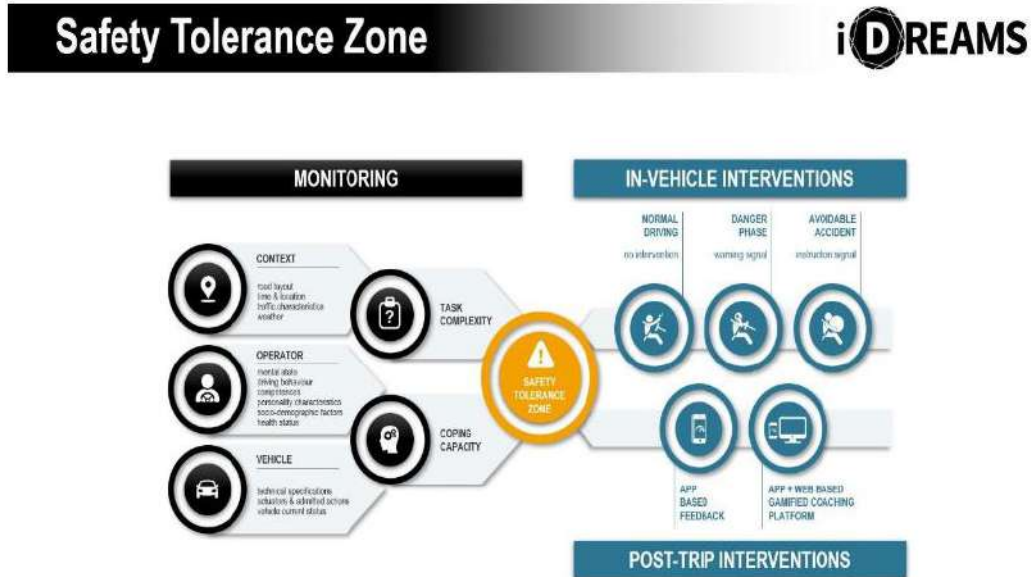 Safety Tolerance Zone
iDREAMS
MONITORING
CONTEXT
road layout
time & location
traffic characteristics
weather
OPERATOR
mental state
driving behaviour
competences
personality characteristics
socio-demographic factors
health status
VEHICLE
technical specifications
actuators & admitted actions
vehicle current status
?
TASK
COMPLEXITY
COPING
CAPACITY
!
SAFETY
TOLERANCE
ZONE
IN-VEHICLE INTERVENTIONS
NORMAL
DRIVING
no intervention
DANGER
PHASE
warning signal
AVOIDABLE
ACCIDENT
instruction signal
APP
BASED
FEEDBACK
APP + WEB BASED
GAMIFIED COACHING
PLATFORM
POST-TRIP INTERVENTIONS